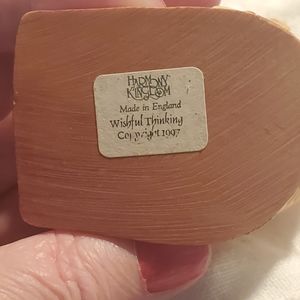 HARMONY
KINGDOM
Made in England
Wishful Thinking
Copyright 1997